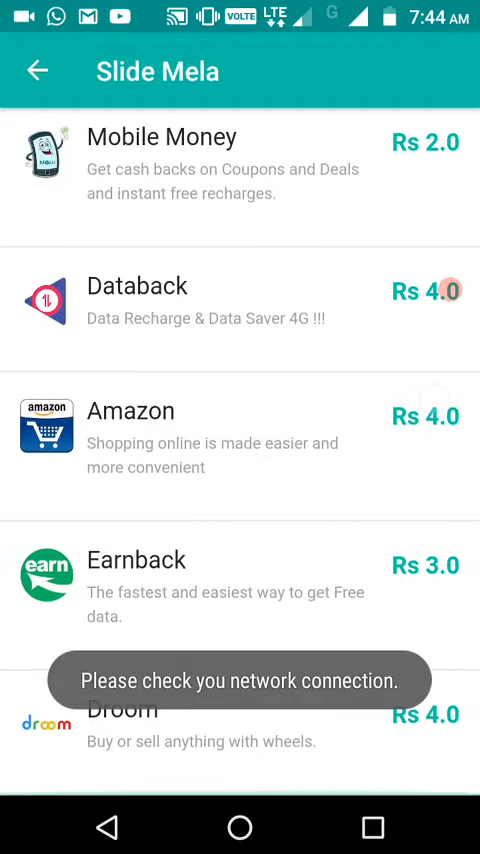 VOLTE
LTE
G
7:44 AM
Slide Mela
Mobile Money
Rs 2.0
Get cash backs on Coupons and Deals
and instant free recharges.
Databack
Rs 4.0
Data Recharge & Data Saver 4G !!!
amazon
Amazon
Rs 4.0
Shopping online is made easier and
more convenient
earn
Earnback
Rs 3.0
The fastest and easiest way to get Free
data.
Please check you network connection.
droom
Droom
Rs 4.0
Buy or sell anything with wheels.